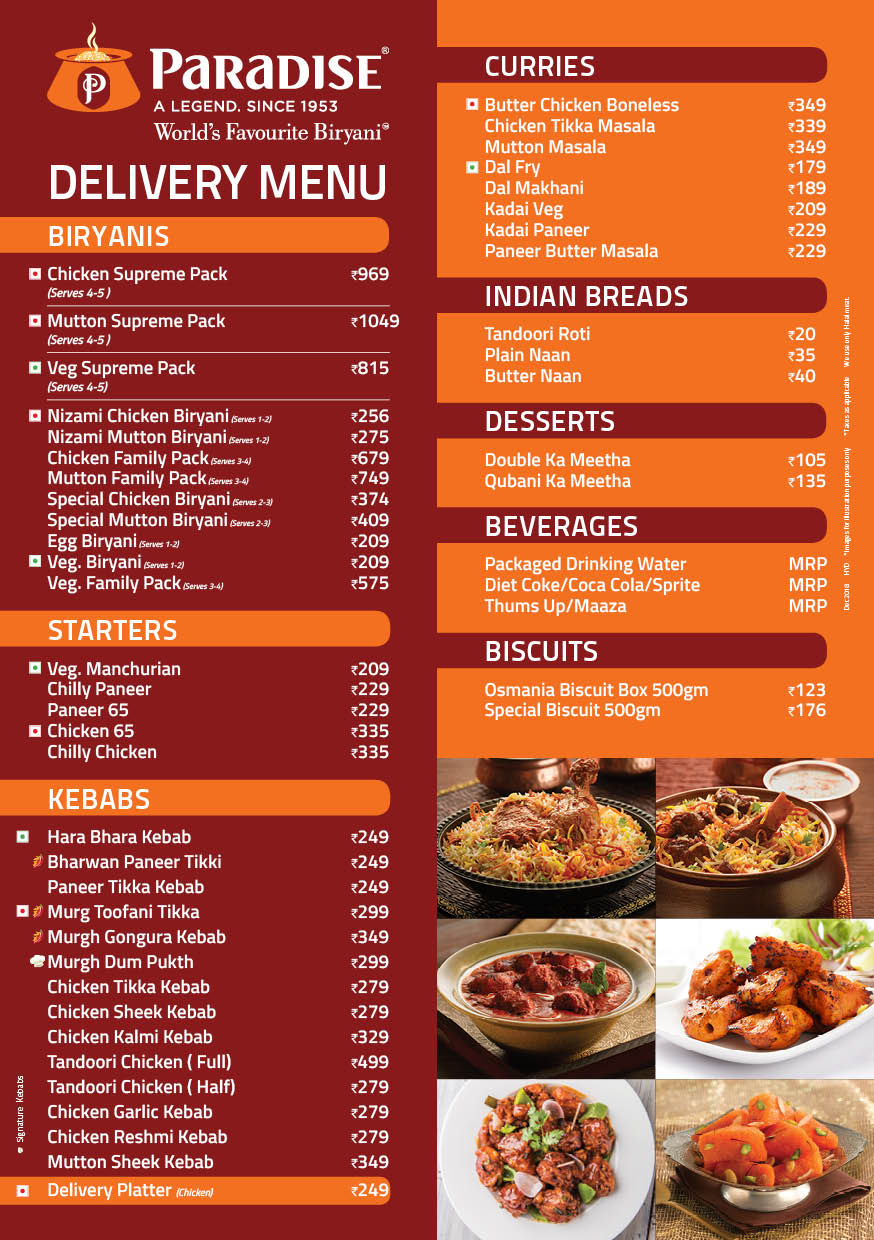 PARADISE®
A LEGEND. SINCE 1953
World's Favourite Biryani
DELIVERY MENU
BIRYANIS
Chicken Supreme Pack ₹969
(Serves 4-5 )
Mutton Supreme Pack ₹1049
(Serves 4-5 )
Veg Supreme Pack ₹815
(Serves 4-5)
Nizami Chicken Biryani (Serves 1-2) ₹256
Nizami Mutton Biryani (Serves 1-2) ₹275
Chicken Family Pack (Serves 3-4) ₹679
Mutton Family Pack (Serves 3-4) ₹749
Special Chicken Biryani (Serves 2-3) ₹374
Special Mutton Biryani (Serves 2-3) ₹409
Egg Biryani (Serves 1-2) ₹209
Veg. Biryani (Serves 1-2) ₹209
Veg. Family Pack (Serves 3-4) ₹575
STARTERS
Veg. Manchurian ₹209
Chilly Paneer ₹229
Paneer 65 ₹229
Chicken 65 ₹335
Chilly Chicken ₹335
KEBABS
Hara Bhara Kebab ₹249
Bharwan Paneer Tikki ₹249
Paneer Tikka Kebab ₹249
Murg Toofani Tikka ₹299
Murgh Gongura Kebab ₹349
Murgh Dum Pukth ₹299
Chicken Tikka Kebab ₹279
Chicken Sheek Kebab ₹279
Chicken Kalmi Kebab ₹329
Tandoori Chicken ( Full) ₹499
Tandoori Chicken ( Half) ₹279
Chicken Garlic Kebab ₹279
Chicken Reshmi Kebab ₹279
Mutton Sheek Kebab ₹349
Delivery Platter (Chicken) ₹249
Signature Kebabs
CURRIES
Butter Chicken Boneless ₹349
Chicken Tikka Masala ₹339
Mutton Masala ₹349
Dal Fry ₹179
Dal Makhani ₹189
Kadai Veg ₹209
Kadai Paneer ₹229
Paneer Butter Masala ₹229
INDIAN BREADS
Tandoori Roti ₹20
Plain Naan ₹35
Butter Naan ₹40
DESSERTS
Double Ka Meetha ₹105
Qubani Ka Meetha ₹135
BEVERAGES
Packaged Drinking Water MRP
Diet Coke/Coca Cola/Sprite MRP
Thums Up/Maaza MRP
BISCUITS
Osmania Biscuit Box 500gm ₹123
Special Biscuit 500gm ₹176
Dec 2018 HYD *Images for illustration purpose only *Taxes as applicable We use only Halal meat.